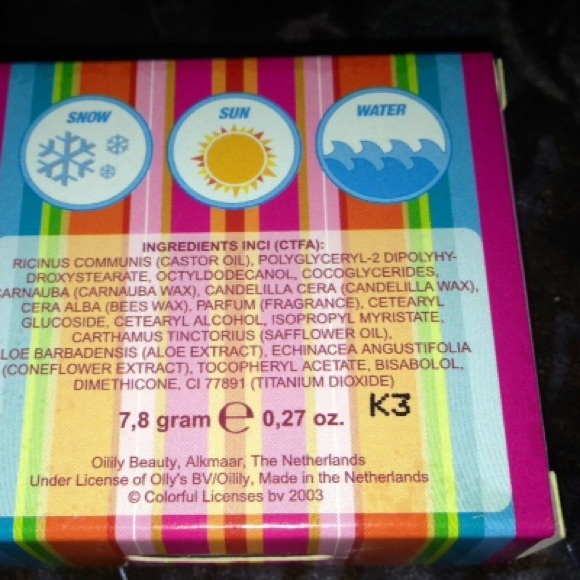 SNOW SUN WATER
INGREDIENTS INCI (CTFA):
RICINUS COMMUNIS (CASTOR OIL), POLYGLYCERYL-2 DIPOLYHY-
DROXYSTEARATE, OCTYLDODECANOL, COCOGLYCERIDES,
CARNAUBA (CARNAUBA WAX), CANDELILLA CERA (CANDELILLA WAX),
CERA ALBA (BEES WAX), PARFUM (FRAGRANCE), CETEARYL
GLUCOSIDE, CETEARYL ALCOHOL, ISOPROPYL MYRISTATE,
CARTHAMUS TINCTORIUS (SAFFLOWER OIL),
ALOE BARBADENSIS (ALOE EXTRACT), ECHINACEA ANGUSTIFOLIA
(CONEFLOWER EXTRACT), TOCOPHERYL ACETATE, BISABOLOL,
DIMETHICONE, CI 77891 (TITANIUM DIOXIDE)
7,8 gram ℮ 0,27 oz. K3
Oilily Beauty, Alkmaar, The Netherlands
Under License of Olly's BV/Oilily, Made in the Netherlands
© Colorful Licenses bv 2003